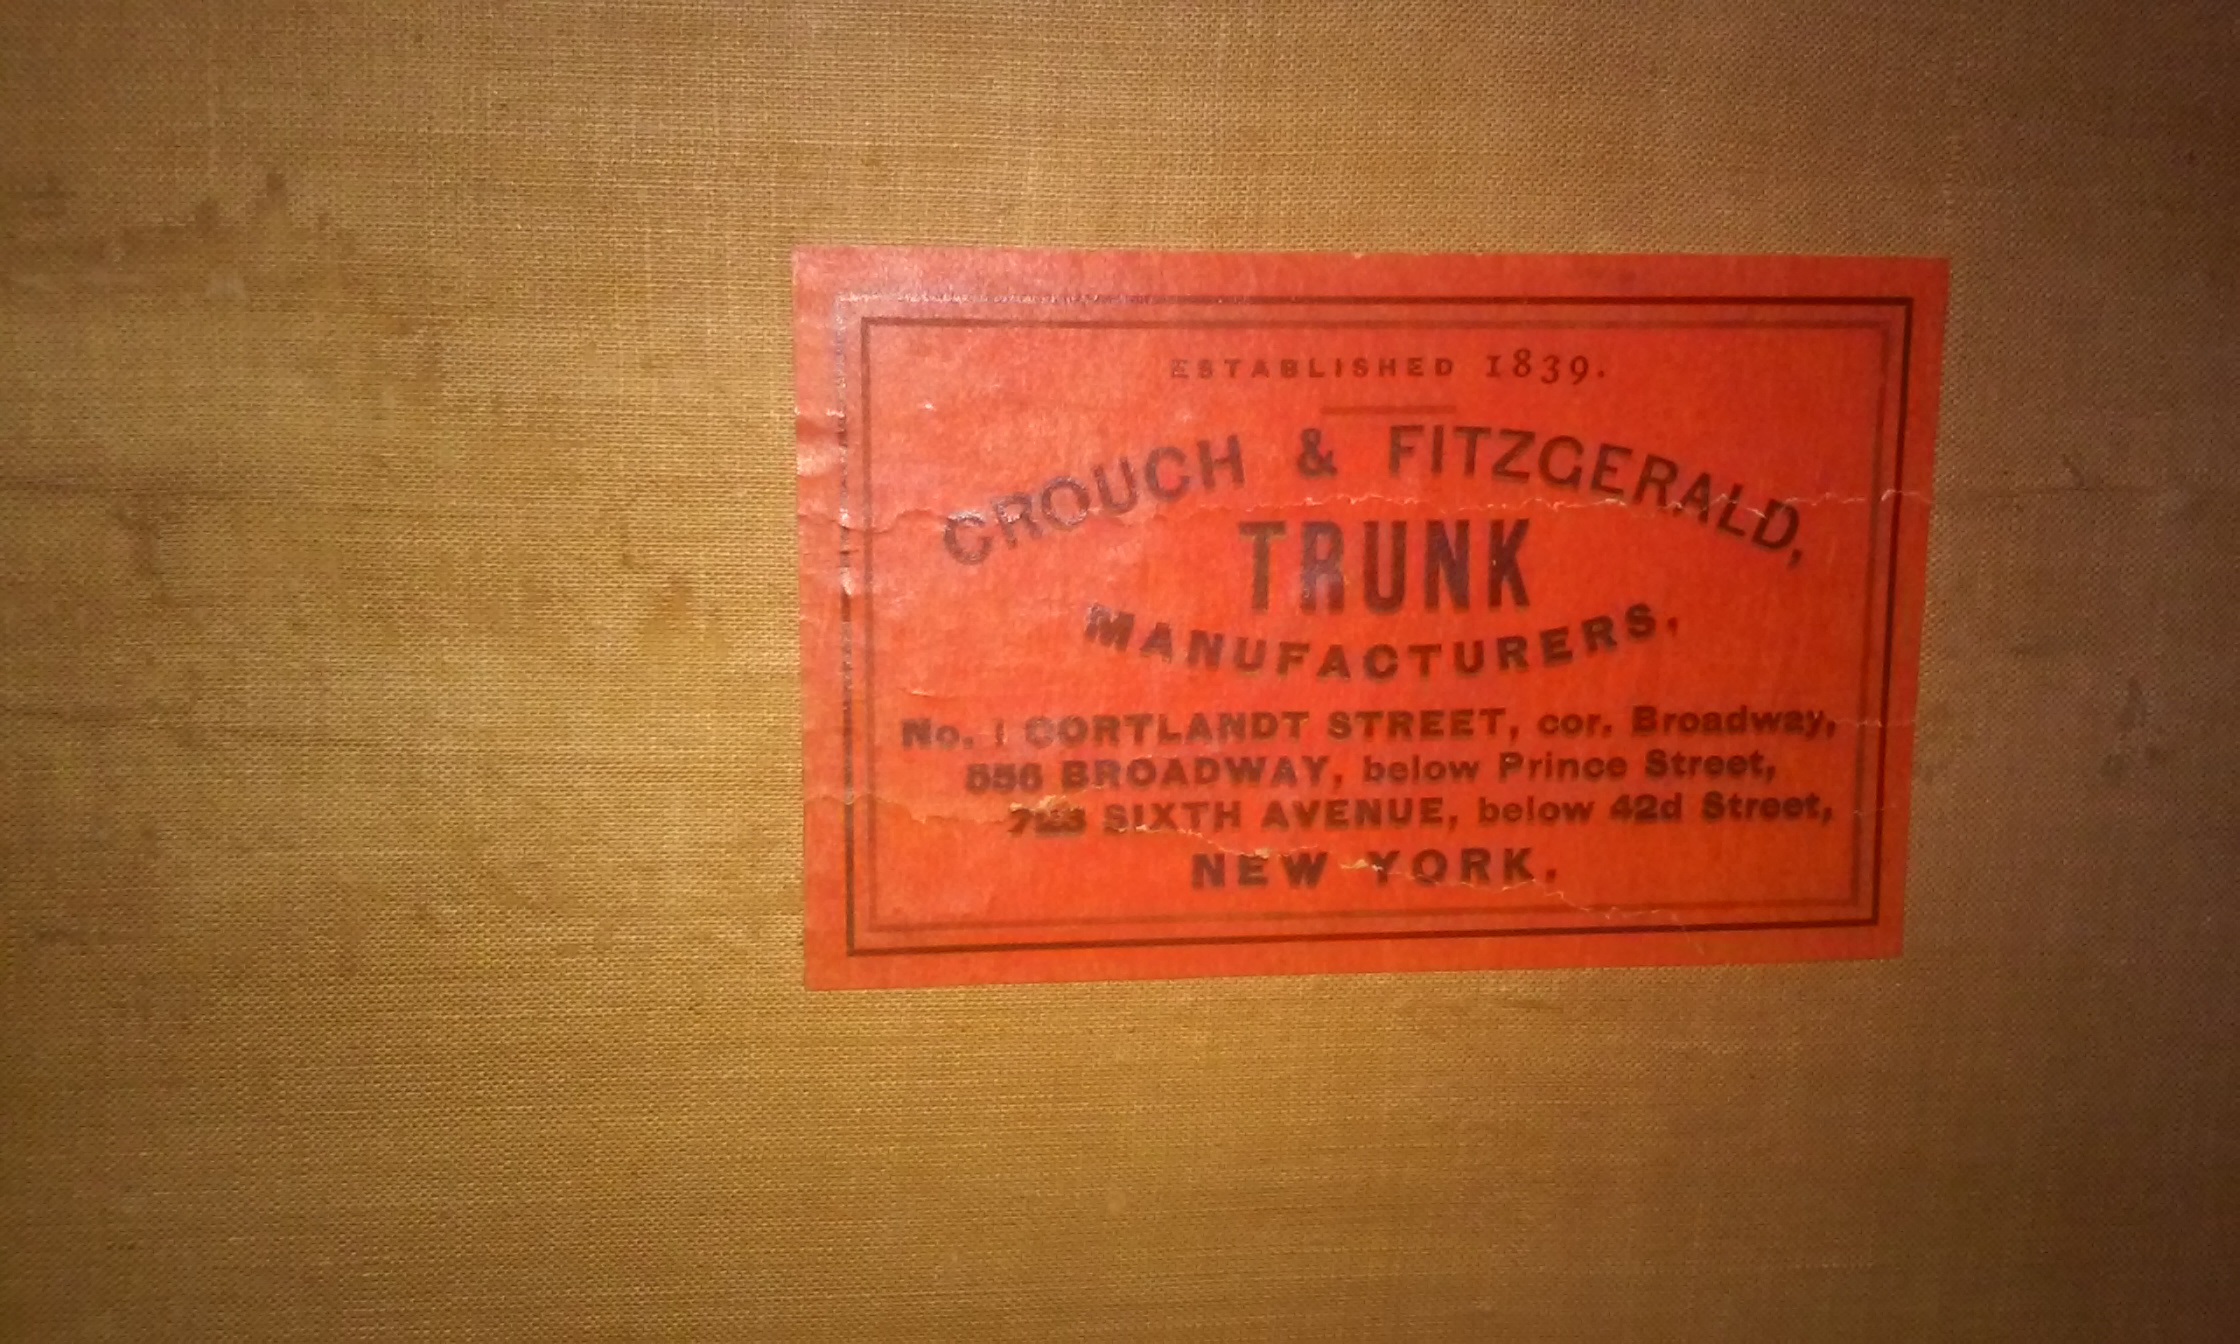 ESTABLISHED 1839.
CROUCH & FITZGERALD,
TRUNK
MANUFACTURERS,
No. 1 CORTLANDT STREET, cor. Broadway,
556 BROADWAY, below Prince Street,
723 SIXTH AVENUE, below 42d Street,
NEW YORK.